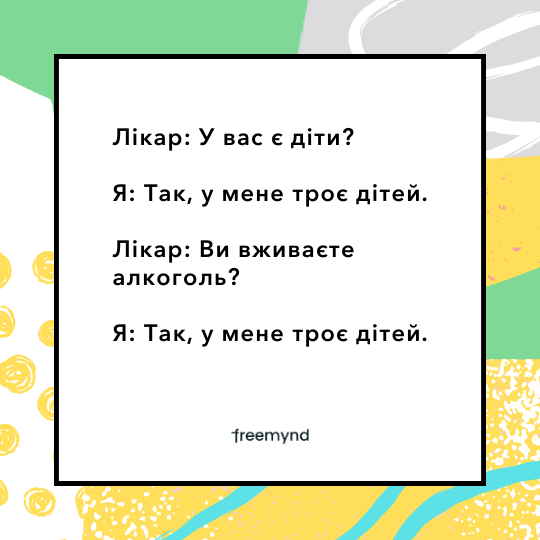 Лікар: У вас є діти?
Я: Так, у мене троє дітей.
Лікар: Ви вживаєте
алкоголь?
Я: Так, у мене троє дітей.
freemynd